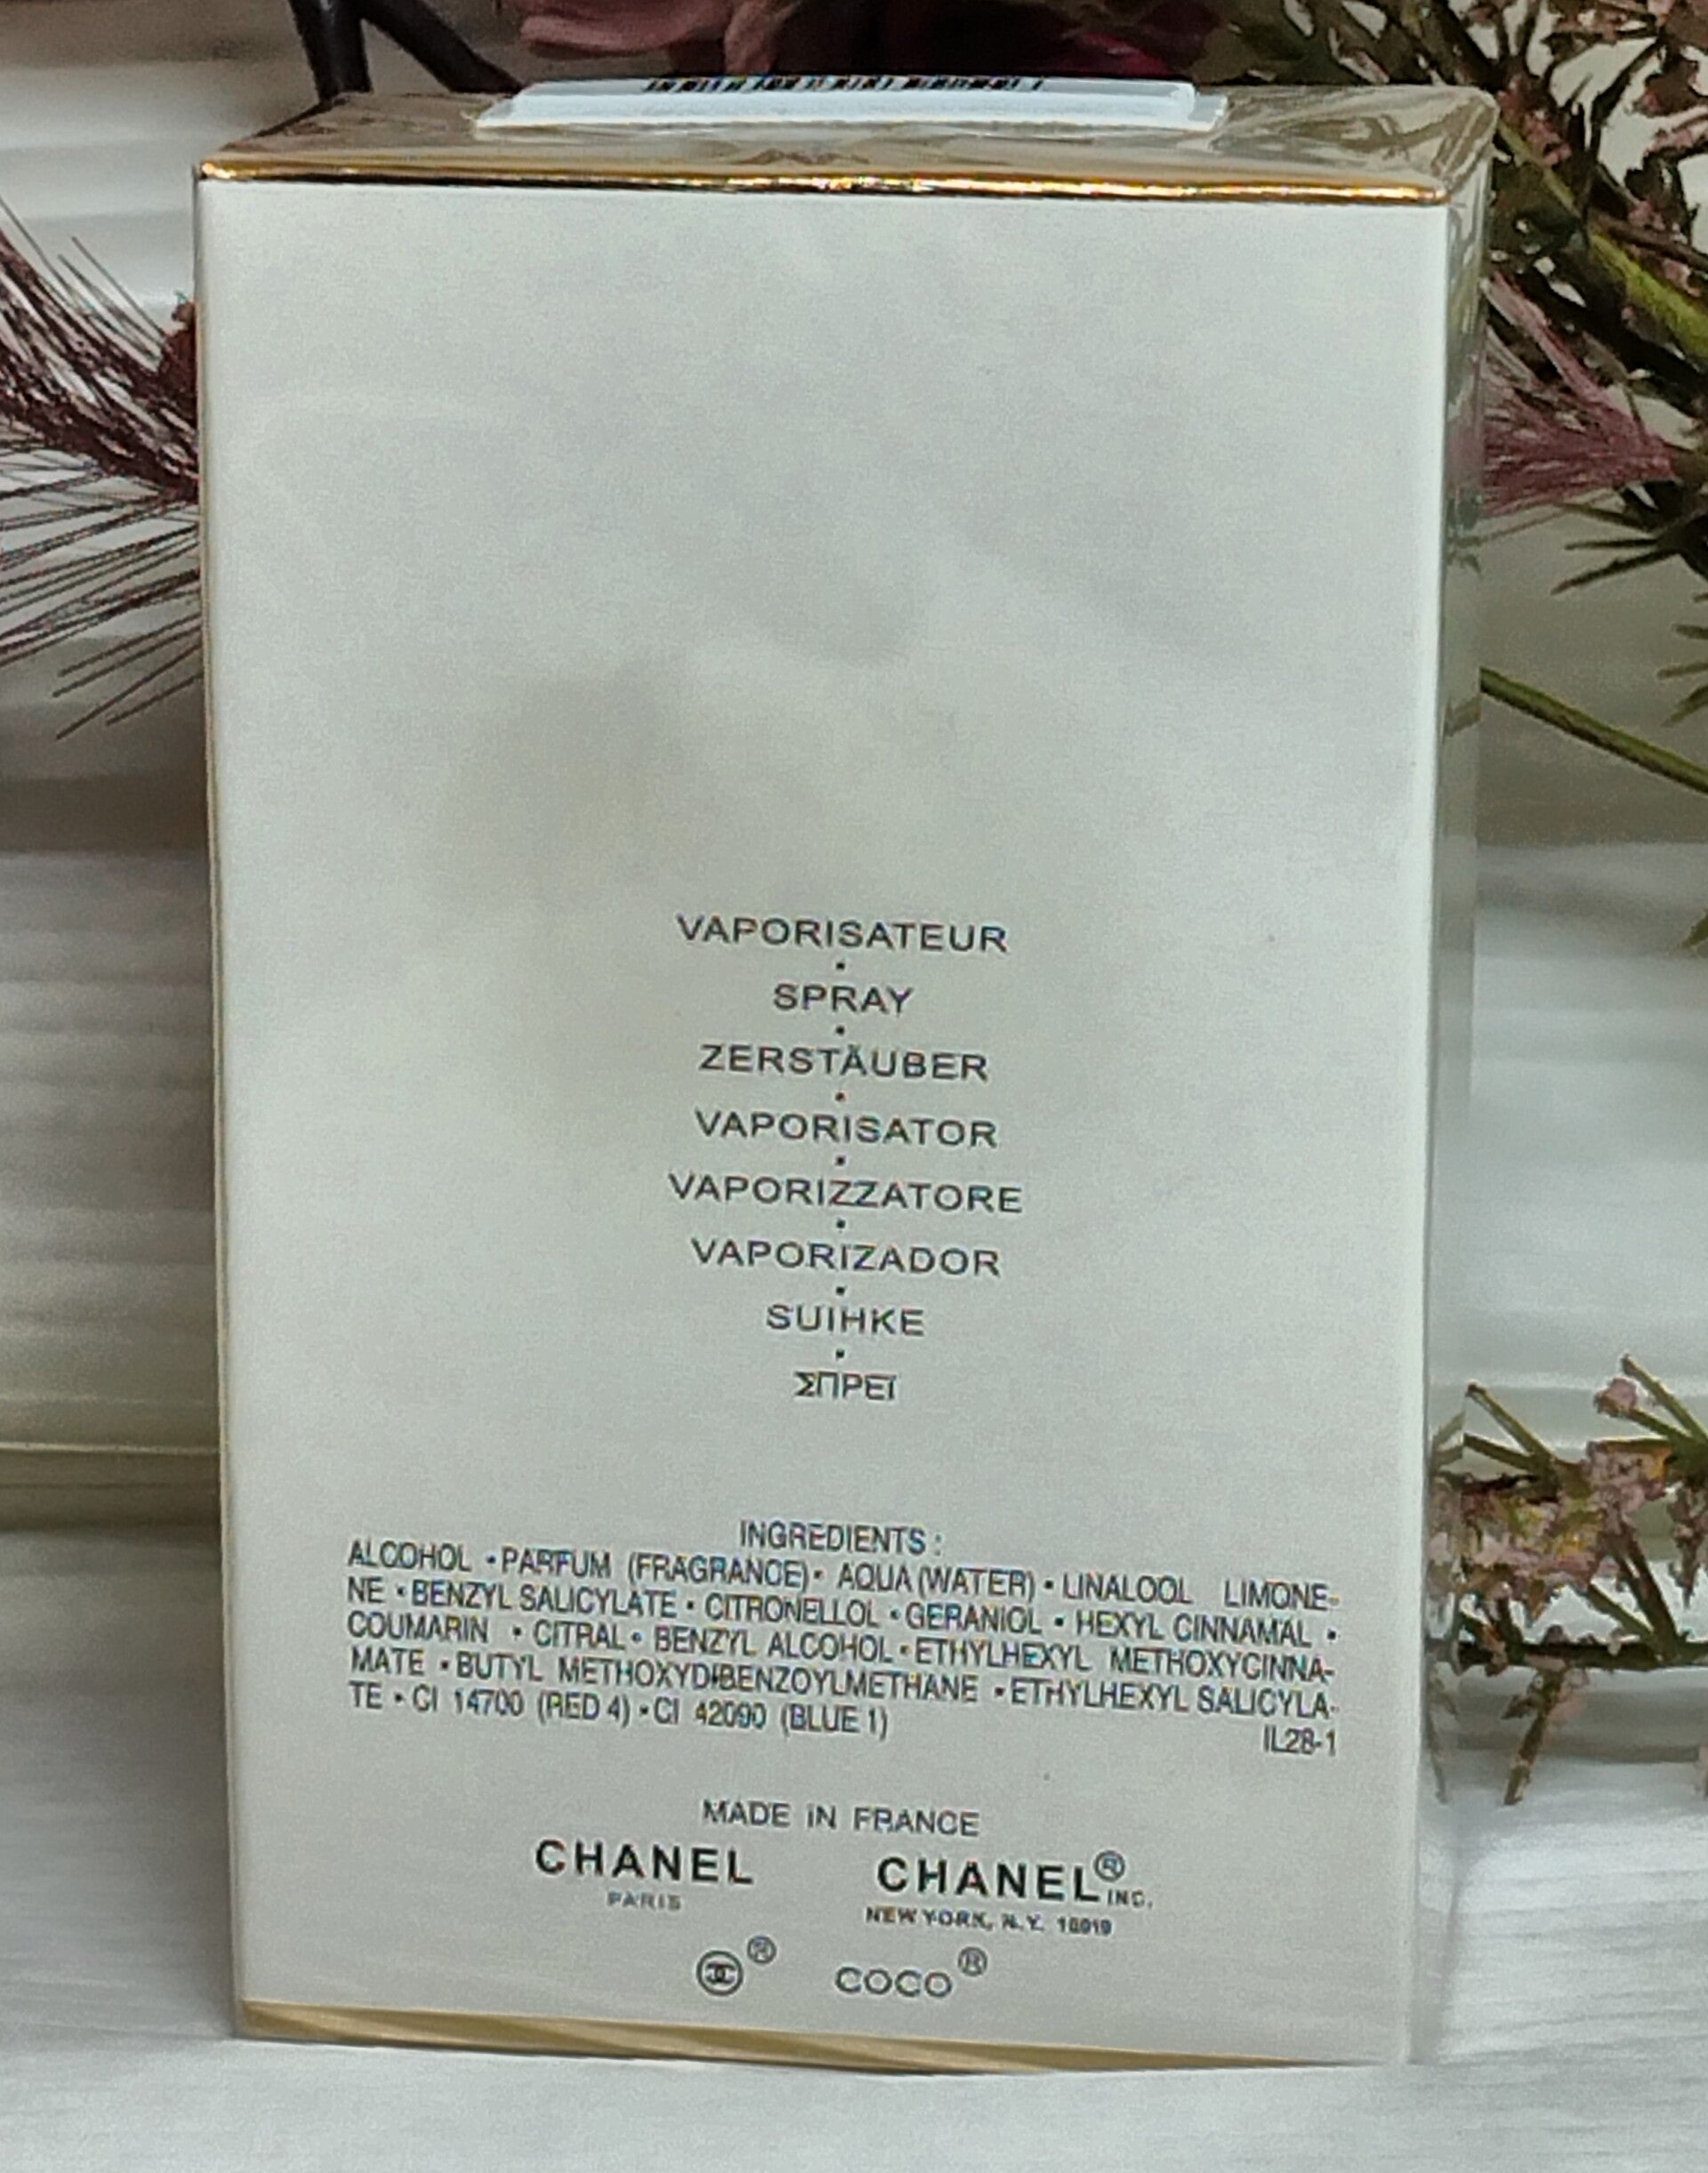 VAPORISATEUR
•
SPRAY
•
ZERSTÄUBER
•
VAPORISATOR
•
VAPORIZZATORE
•
VAPORIZADOR
•
SUIHKE
•
ΣΠΡΕΪ
INGREDIENTS :
ALCOHOL • PARFUM (FRAGRANCE) • AQUA (WATER) • LINALOOL LIMONE-
NE • BENZYL SALICYLATE • CITRONELLOL • GERANIOL • HEXYL CINNAMAL •
COUMARIN • CITRAL • BENZYL ALCOHOL • ETHYLHEXYL METHOXYCINNA-
MATE • BUTYL METHOXYDIBENZOYLMETHANE • ETHYLHEXYL SALICYLA-
TE • CI 14700 (RED 4) • CI 42090 (BLUE 1)
IL28-1
MADE IN FRANCE
CHANEL
PARIS
CHANEL® INC.
NEW YORK, N.Y. 10019
®
COCO®